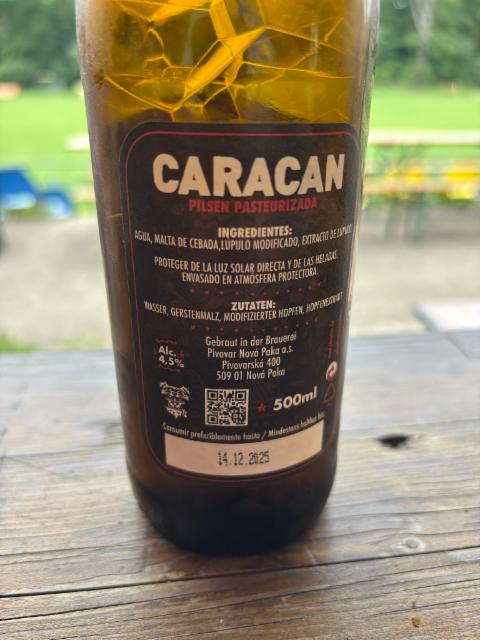 CARACAN
PILSEN PASTEURIZADA
INGREDIENTES:
AGUA, MALTA DE CEBADA,LUPULO MODIFICADO, EXTRACTO DE
PROTEGER DE LA LUZ SOLAR DIRECTA Y DE LAS HELADAS.
ENVASADO EN ATMÓSFERA PROTECTORA.
ZUTATEN:
WASSER, GERSTENMALZ, MODIFIZIERTER HOPFEN, HOPFENEXTRAKT
Gebraut in der Brauerei
Pivovar Nová Paka a.s.
Pivovarská 400
509 01 Nová Paka
Alc.
4,5%
500ml
Consumir preferiblemente hasta / Mindestens haltbar bis:
14.12.2025